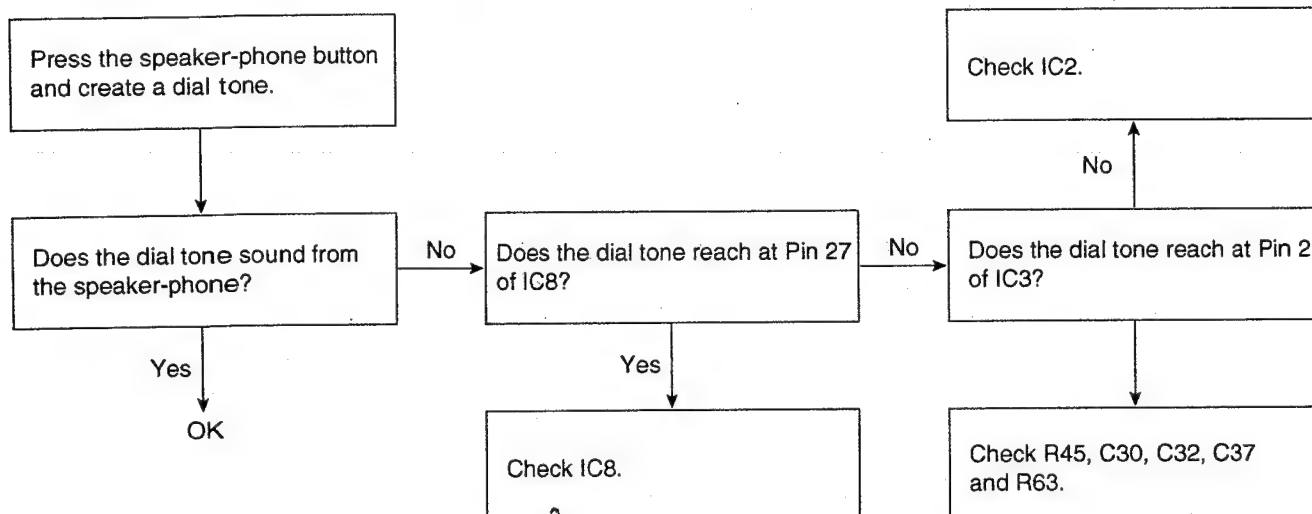 Press the speaker-phone button
and create a dial tone.
Check IC2.
No
Does the dial tone sound from
the speaker-phone?
No
Does the dial tone reach at Pin 27
of IC8?
No
Does the dial tone reach at Pin 2
of IC3?
Yes
OK
Yes
Check IC8.
Check R45, C30, C32, C37
and R63.